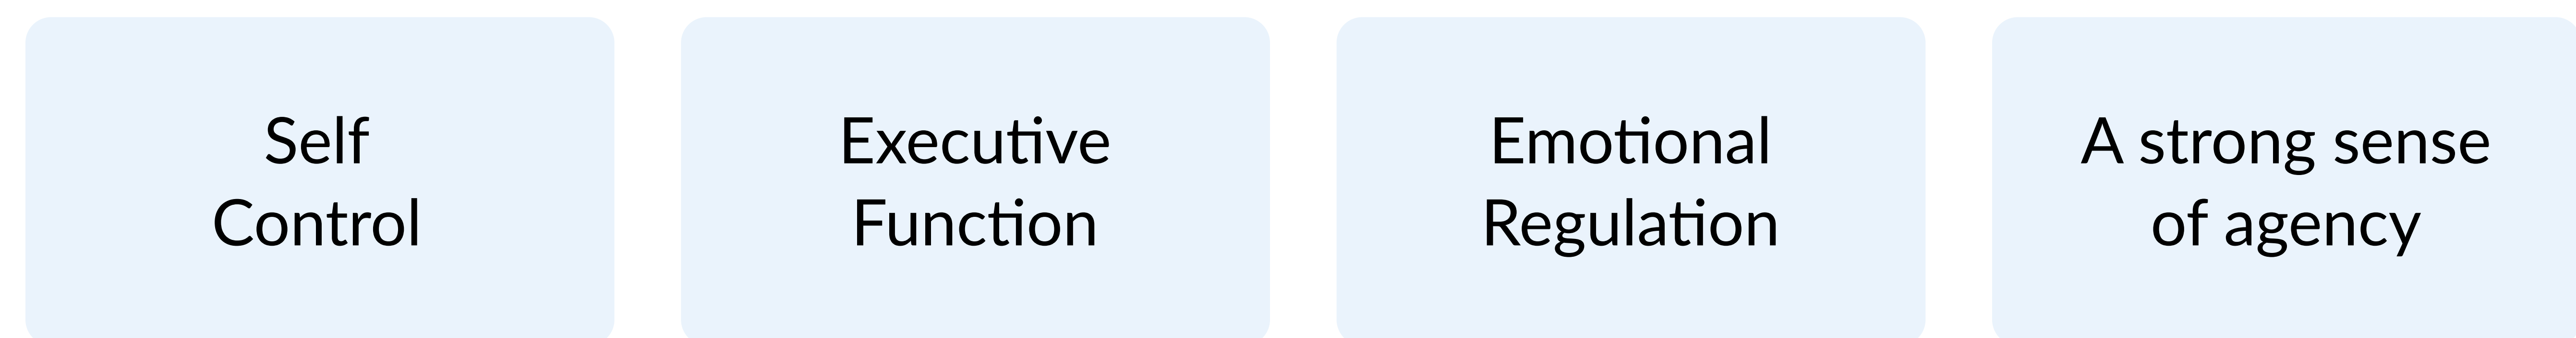 Self
Control
Executive
Function
Emotional
Regulation
A strong sense
of agency